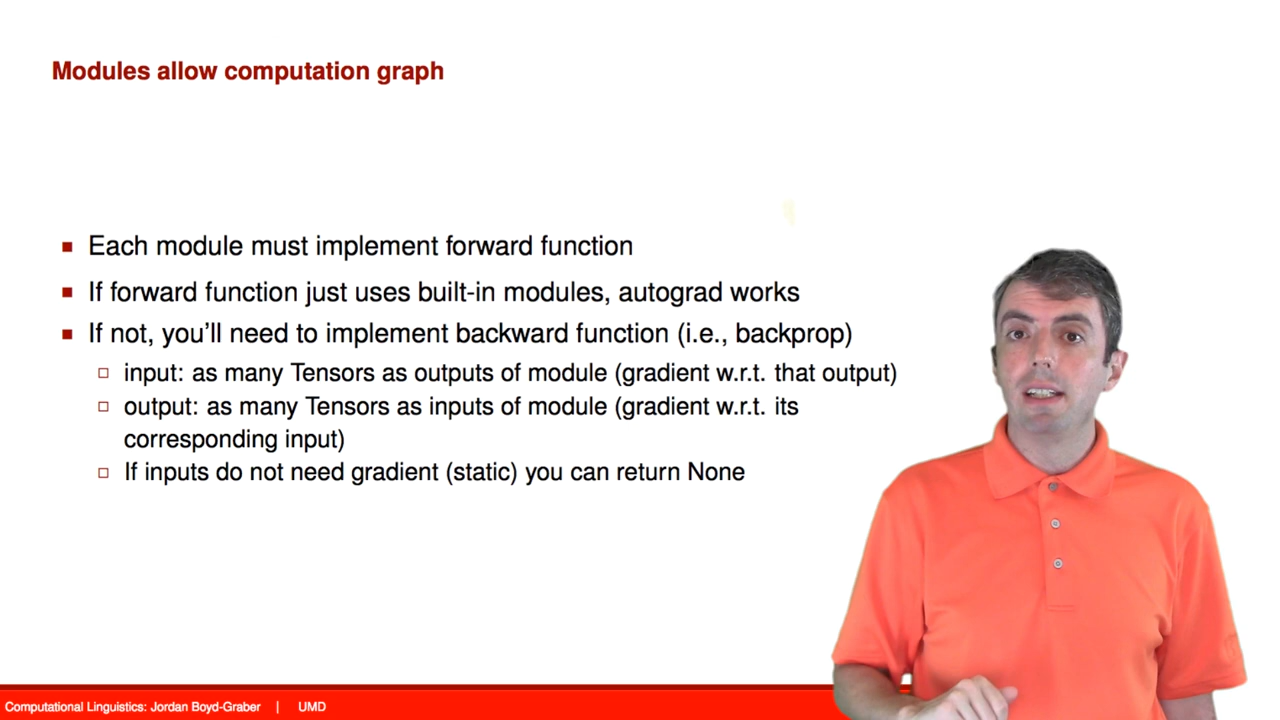 Modules allow computation graph
Each module must implement forward function
If forward function just uses built-in modules, autograd works
If not, you'll need to implement backward function (i.e., backprop)
input: as many Tensors as outputs of module (gradient w.r.t. that output)
output: as many Tensors as inputs of module (gradient w.r.t. its
corresponding input)
If inputs do not need gradient (static) you can return None
Computational Linguistics: Jordan Boyd-Graber | UMD